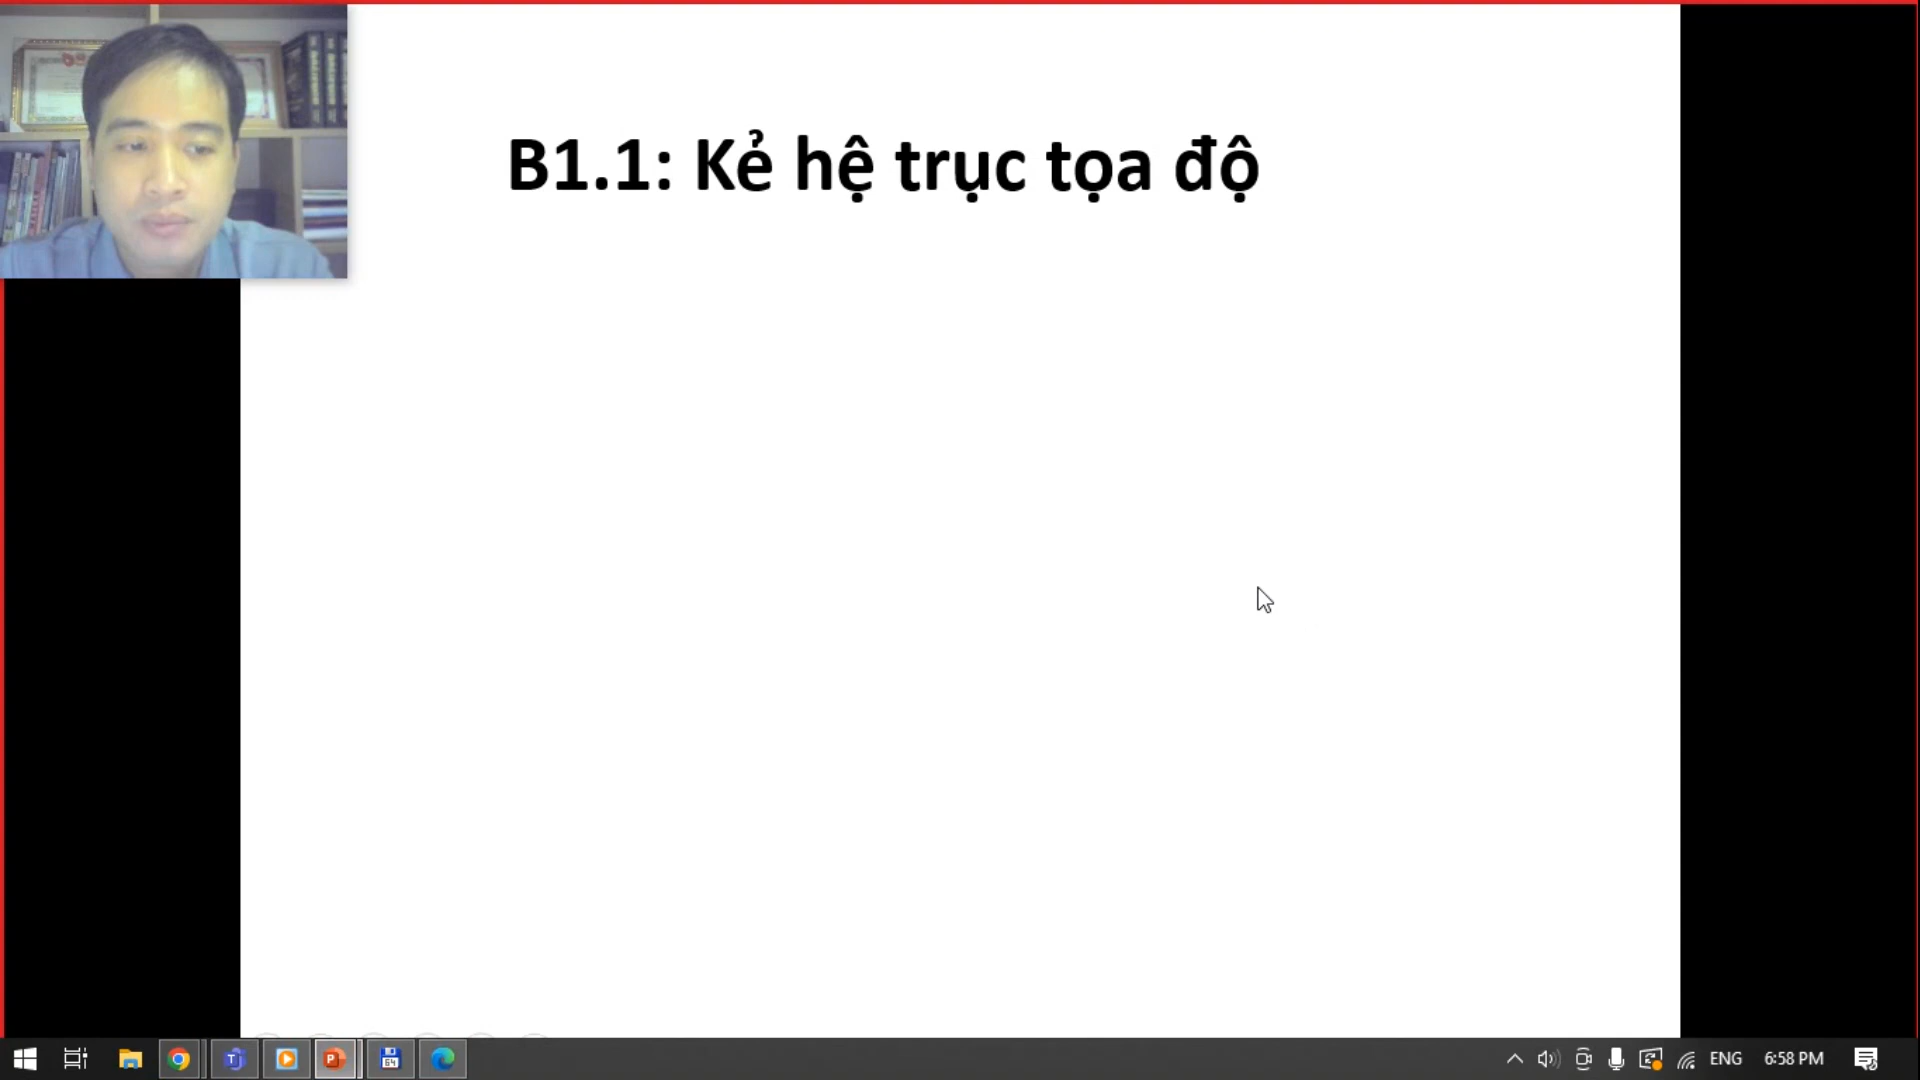 B1.1: Kẻ hệ trục tọa độ
ENG
6:58 PM